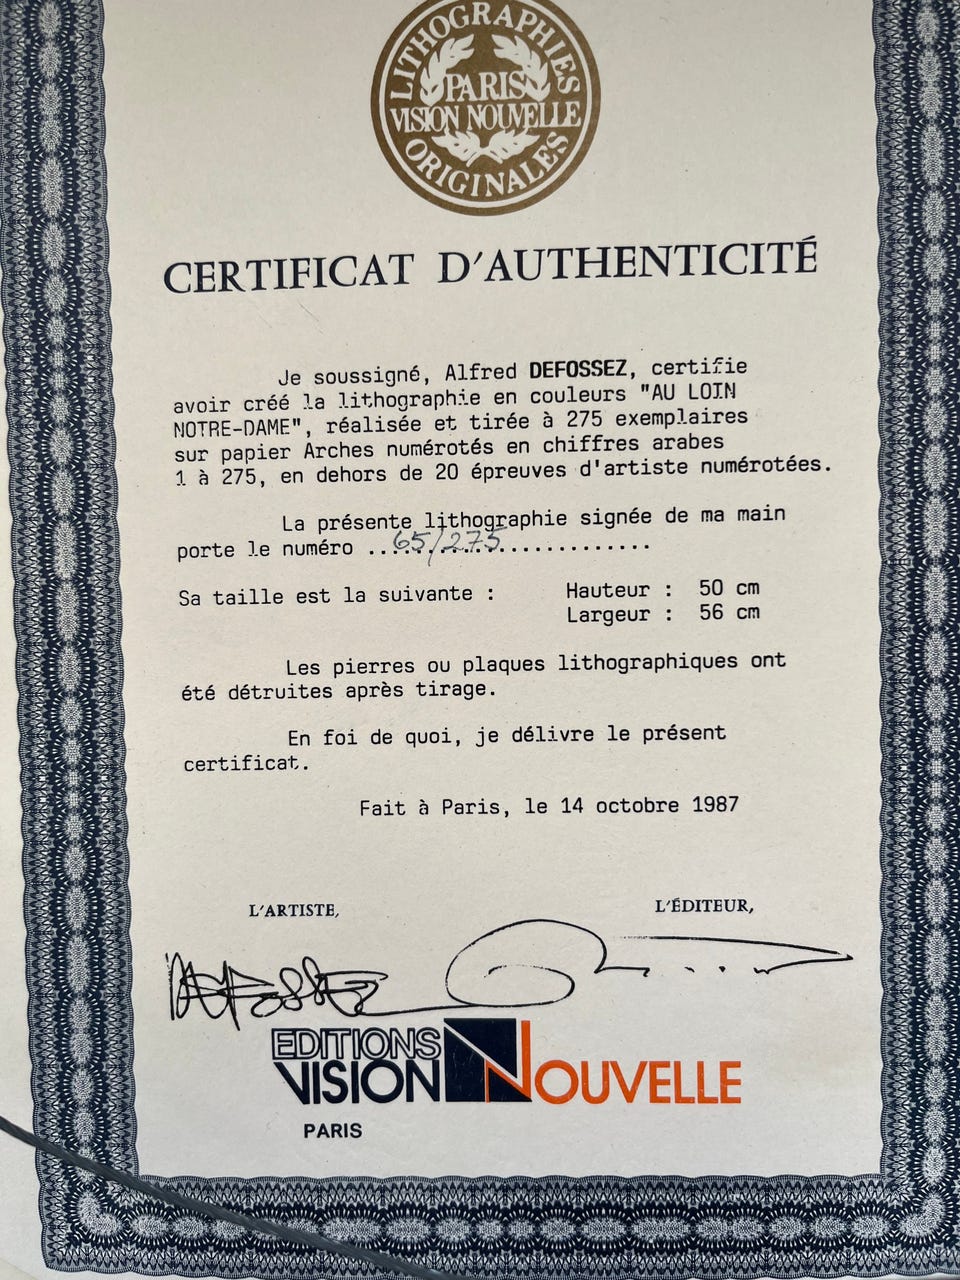 LITHOGRAPHIES
PARIS
VISION NOUVELLE
ORIGINALES
CERTIFICAT D'AUTHENTICITÉ
Je soussigné, Alfred DEFOSSEZ, certifie
avoir créé la lithographie en couleurs "AU LOIN
NOTRE-DAME", réalisée et tirée à 275 exemplaires
sur papier Arches numérotés en chiffres arabes
1 à 275, en dehors de 20 épreuves d'artiste numérotées.
La présente lithographie signée de ma main
porte le numéro ...65/275...............
Sa taille est la suivante : Hauteur : 50 cm
Largeur : 56 cm
Les pierres ou plaques lithographiques ont
été détruites après tirage.
En foi de quoi, je délivre le présent
certificat.
Fait à Paris, le 14 octobre 1987
L'ARTISTE, L'ÉDITEUR,
DEFOSSEZ
EDITIONS
VISION NOUVELLE
PARIS